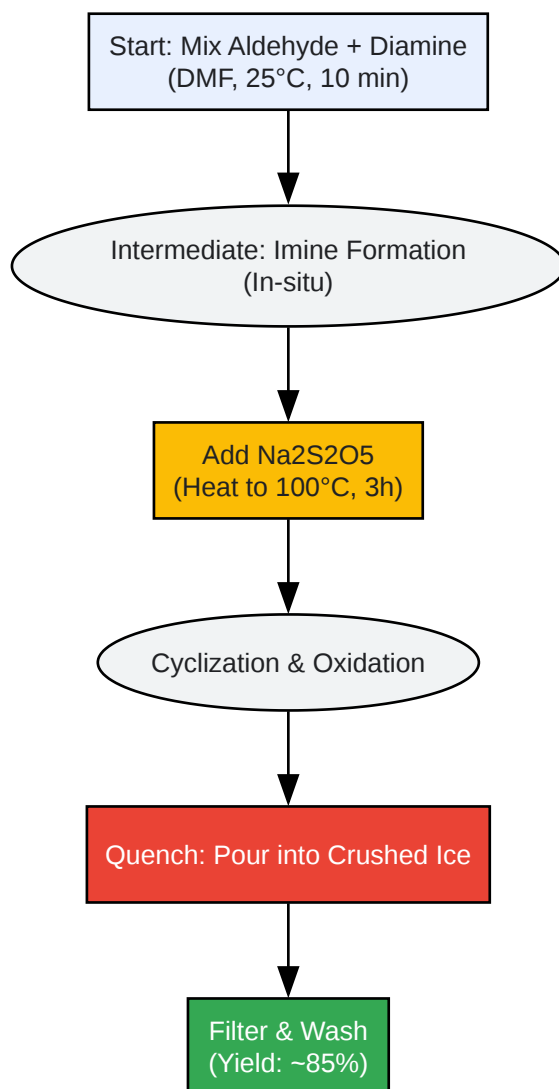 Start: Mix Aldehyde + Diamine
(DMF, 25°C, 10 min)
Intermediate: Imine Formation
(In-situ)
Add Na2S2O5
(Heat to 100°C, 3h)
Cyclization & Oxidation
Quench: Pour into Crushed Ice
Filter & Wash
(Yield: ~85%)